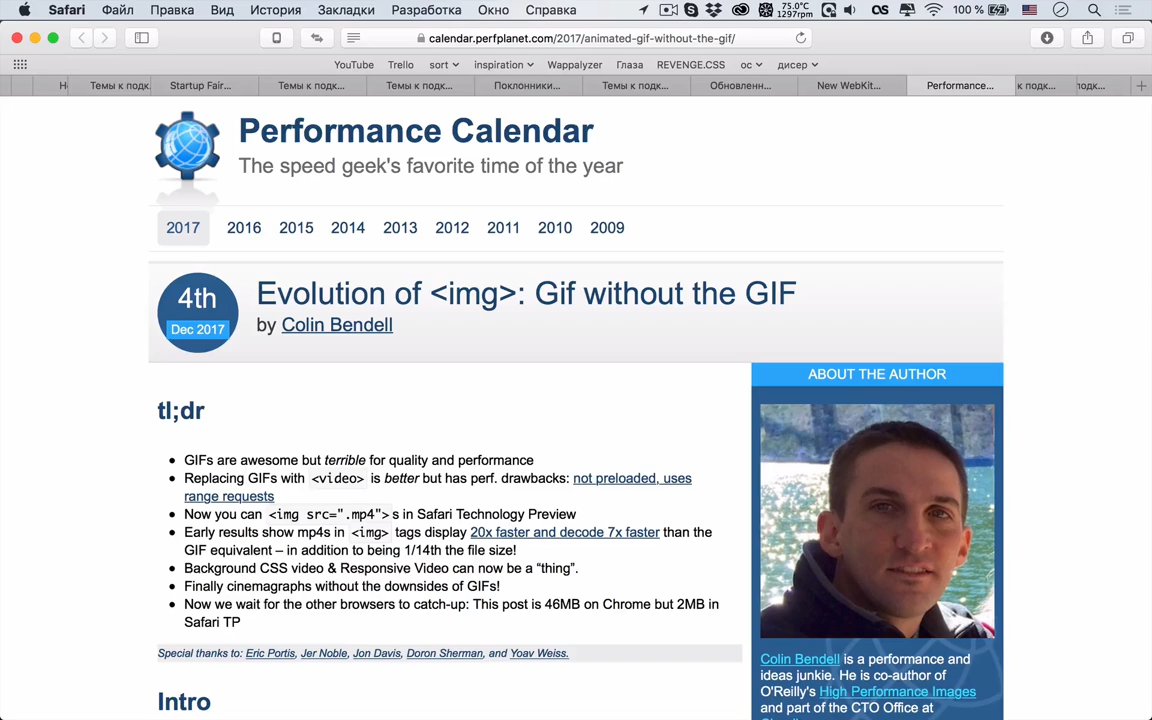 Safari Файл Правка Вид История Закладки Разработка Окно Справка 75.0°C 1297rpm 100 %
calendar.perfplanet.com/2017/animated-gif-without-the-gif/
YouTube Trello sort inspiration Wappalyzer Глаза REVENGE.CSS ос дисер
Темы к подк. Startup Fair... Темы к подк... Темы к подк... Поклонники... Темы к подк... Обновленн... New WebKit... Performance... к подк... подк...
Performance Calendar
The speed geek's favorite time of the year
2017 2016 2015 2014 2013 2012 2011 2010 2009
4th
Dec 2017
Evolution of <img>: Gif without the GIF
by Colin Bendell
tl;dr
GIFs are awesome but terrible for quality and performance
Replacing GIFs with <video> is better but has perf. drawbacks: not preloaded, uses
range requests
Now you can <img src=".mp4">s in Safari Technology Preview
Early results show mp4s in <img> tags display 20x faster and decode 7x faster than the
GIF equivalent – in addition to being 1/14th the file size!
Background CSS video & Responsive Video can now be a “thing”.
Finally cinemagraphs without the downsides of GIFs!
Now we wait for the other browsers to catch-up: This post is 46MB on Chrome but 2MB in
Safari TP
Special thanks to: Eric Portis, Jer Noble, Jon Davis, Doron Sherman, and Yoav Weiss.
Intro
ABOUT THE AUTHOR
Colin Bendell is a performance and
ideas junkie. He is co-author of
O'Reilly's High Performance Images
and part of the CTO Office at